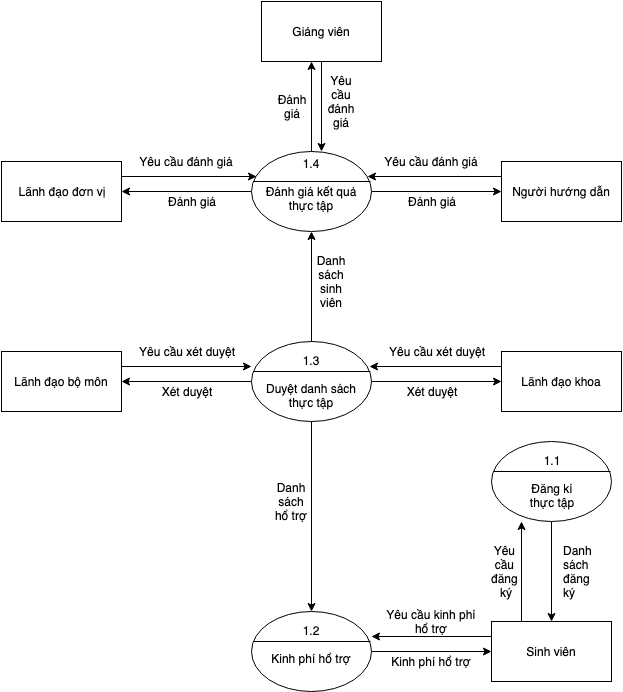 Giảng viên
Đánh
giá
Yêu
cầu
đánh
giá
1.4
Đánh giá kết quả
thực tập
Lãnh đạo đơn vị
Yêu cầu đánh giá
Đánh giá
Yêu cầu đánh giá
Đánh giá
Người hướng dẫn
Danh
sách
sinh
viên
Lãnh đạo bộ môn
Yêu cầu xét duyệt
Xét duyệt
1.3
Duyệt danh sách
thực tập
Yêu cầu xét duyệt
Xét duyệt
Lãnh đạo khoa
Danh
sách
hổ trợ
1.1
Đăng kí
thực tập
Yêu
cầu
đăng
ký
Danh
sách
đăng
ký
1.2
Kinh phí hổ trợ
Yêu cầu kinh phí
hổ trợ
Kinh phí hổ trợ
Sinh viên